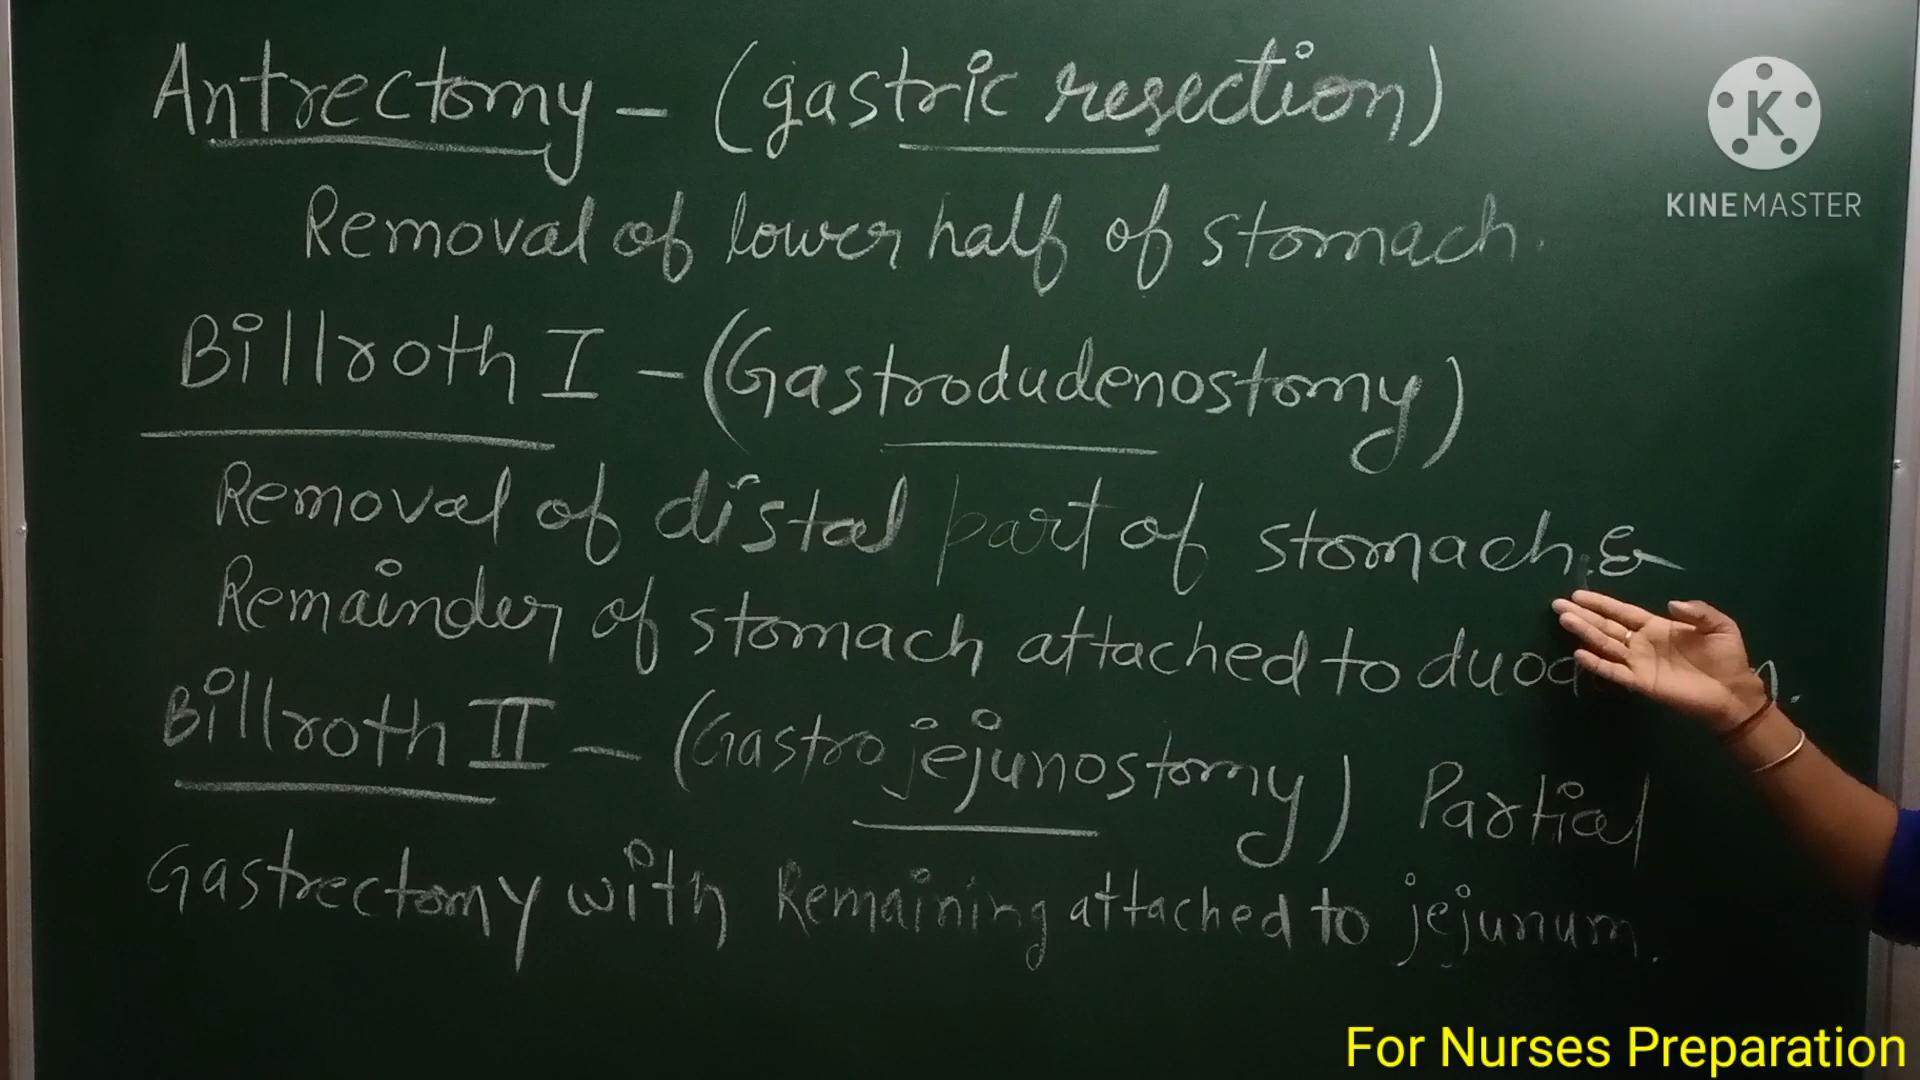 Antrectomy - (gastric resection)
Removal of lower half of stomach.
Billroth I - (Gastrodudenostomy)
Removal of distal part of stomach &
Remainder of stomach attached to
Billroth II - (Gastrojejunostomy) Partial
Gastrectomy with Remaining attached to jejunum.
K
KINEMASTER
For Nurses Preparation